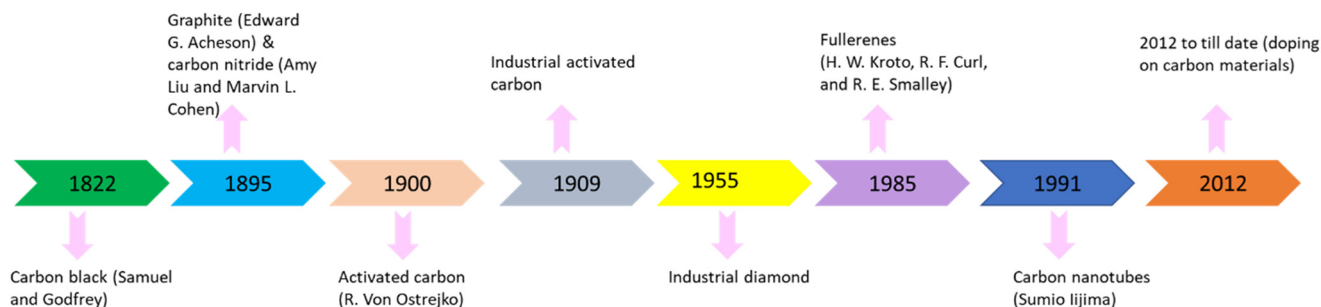 Graphite (Edward
G. Acheson) &
carbon nitride (Amy
Liu and Marvin L.
Cohen)
Industrial activated
carbon
Fullerenes
(H. W. Kroto, R. F. Curl,
and R. E. Smalley)
2012 to till date (doping
on carbon materials)
1822
1895
1900
1909
1955
1985
1991
2012
Carbon black (Samuel
and Godfrey)
Activated carbon
(R. Von Ostrejko)
Industrial diamond
Carbon nanotubes
(Sumio Iijima)